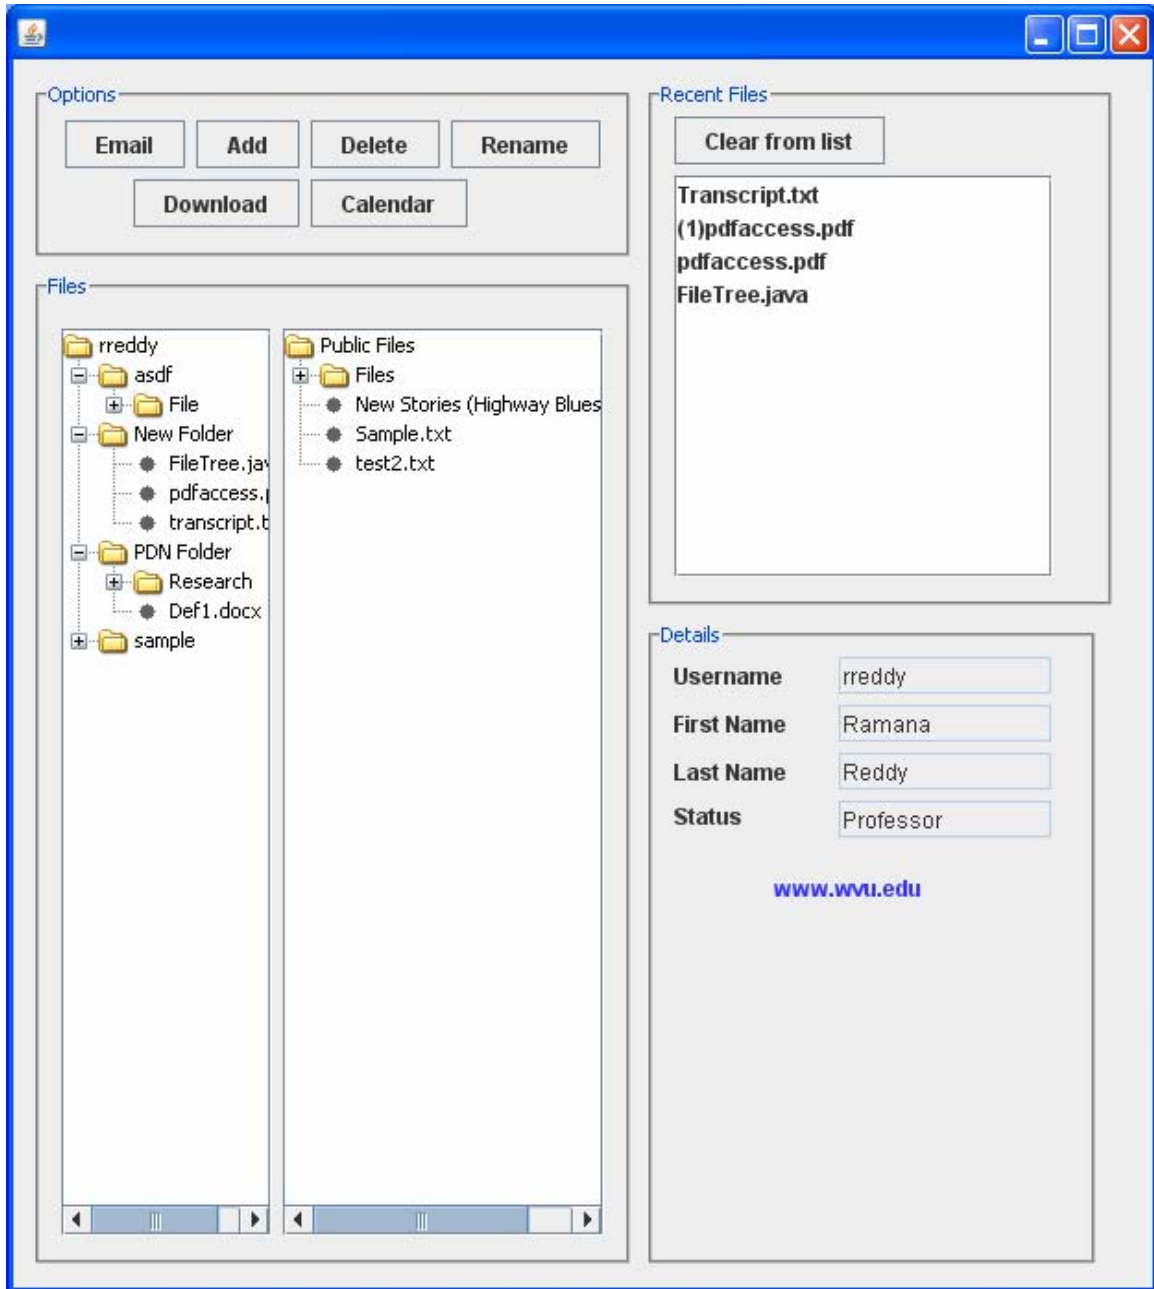 Options
Email Add Delete Rename
Download Calendar
Files
rreddy
asdf
File
New Folder
FileTree.jav
pdfaccess.p
transcript.t
PDN Folder
Research
Def1.docx
sample
Public Files
Files
New Stories (Highway Blues
Sample.txt
test2.txt
Recent Files
Clear from list
Transcript.txt
(1)pdfaccess.pdf
pdfaccess.pdf
FileTree.java
Details
Username rreddy
First Name Ramana
Last Name Reddy
Status Professor
www.wvu.edu